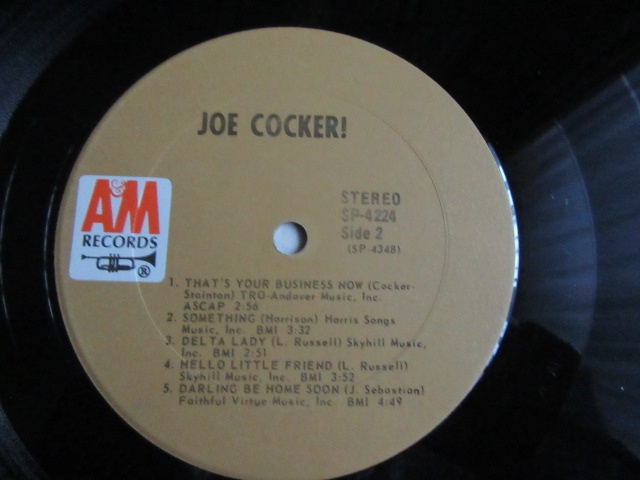 JOE COCKER!
A&M
RECORDS
®
STEREO
SP-4224
Side 2
(SP-4348)
1. THAT'S YOUR BUSINESS NOW (Cocker-
Stainton) TRO-Andover Music, Inc.
ASCAP 2:56
2. SOMETHING (Harrison) Harris Songs
Music, Inc. BMI 3:32
3. DELTA LADY (L. Russell) Skyhill Music,
Inc. BMI 2:51
4. HELLO LITTLE FRIEND (L. Russell)
Skyhill Music, Inc. BMI 3:52
5. DARLING BE HOME SOON (J. Sebastian)
Faithful Virtue Music, Inc. BMI 4:49